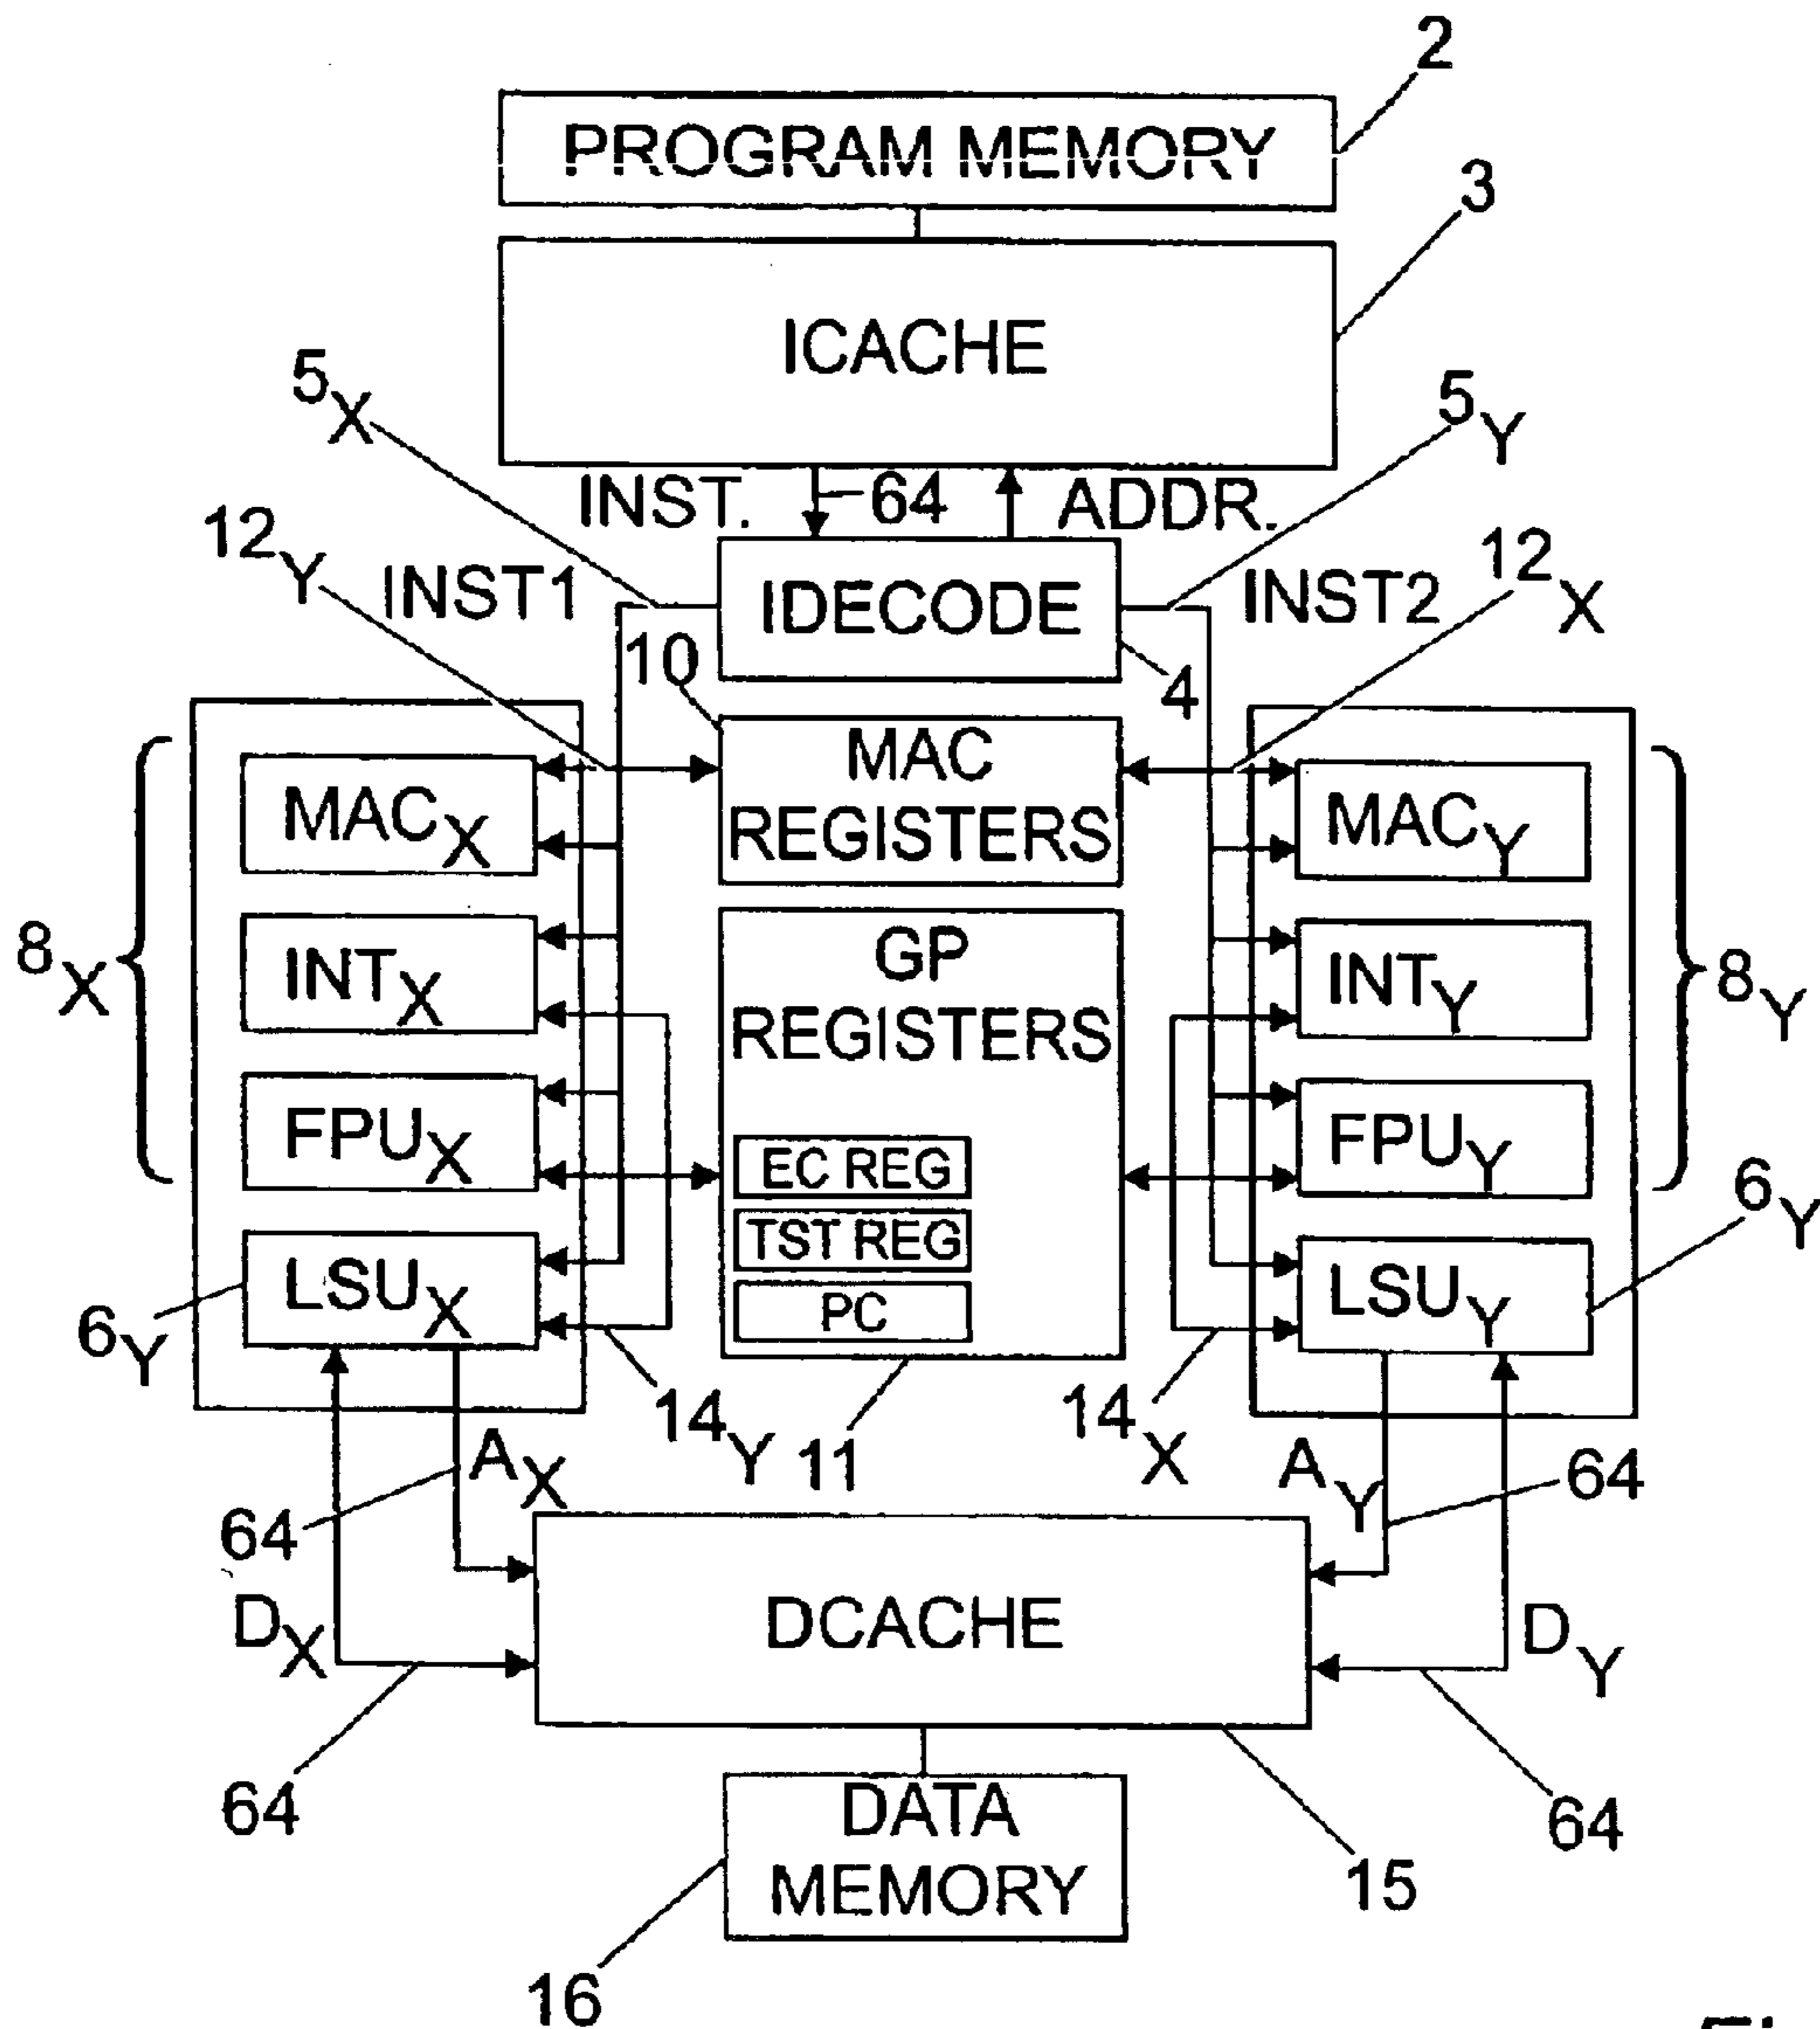 2
PROGRAM MEMORY
3
ICACHE
5X
5Y
INST.
64
ADDR.
12Y
INST1
IDECODE
INST2
12X
10
4
MAC
REGISTERS
MACX
MACY
8X
INTX
GP
REGISTERS
INTY
8Y
FPUX
EC REG
FPUY
6Y
TST REG
LSUX
PC
LSUY
6Y
14Y
11
14X
AX
AY
64
64
DX
DCACHE
DY
64
DATA
MEMORY
64
15
16